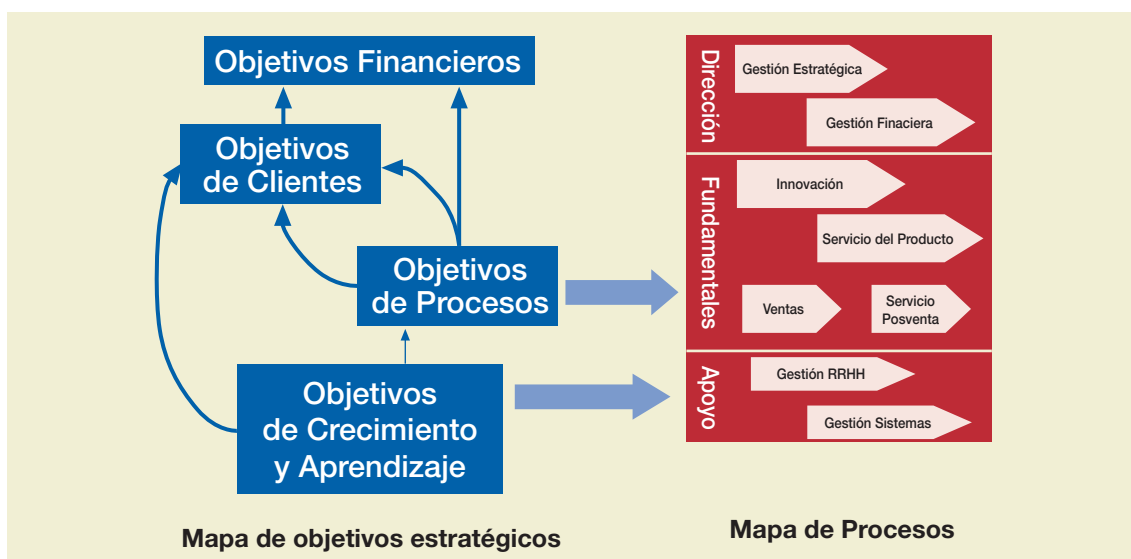 Objetivos Financieros
Objetivos
de Clientes
Objetivos
de Procesos
Objetivos
de Crecimiento
y Aprendizaje
Mapa de objetivos estratégicos
Dirección
Gestión Estratégica
Gestión Finaciera
Fundamentales
Innovación
Servicio del Producto
Ventas
Servicio
Posventa
Apoyo
Gestión RRHH
Gestión Sistemas
Mapa de Procesos